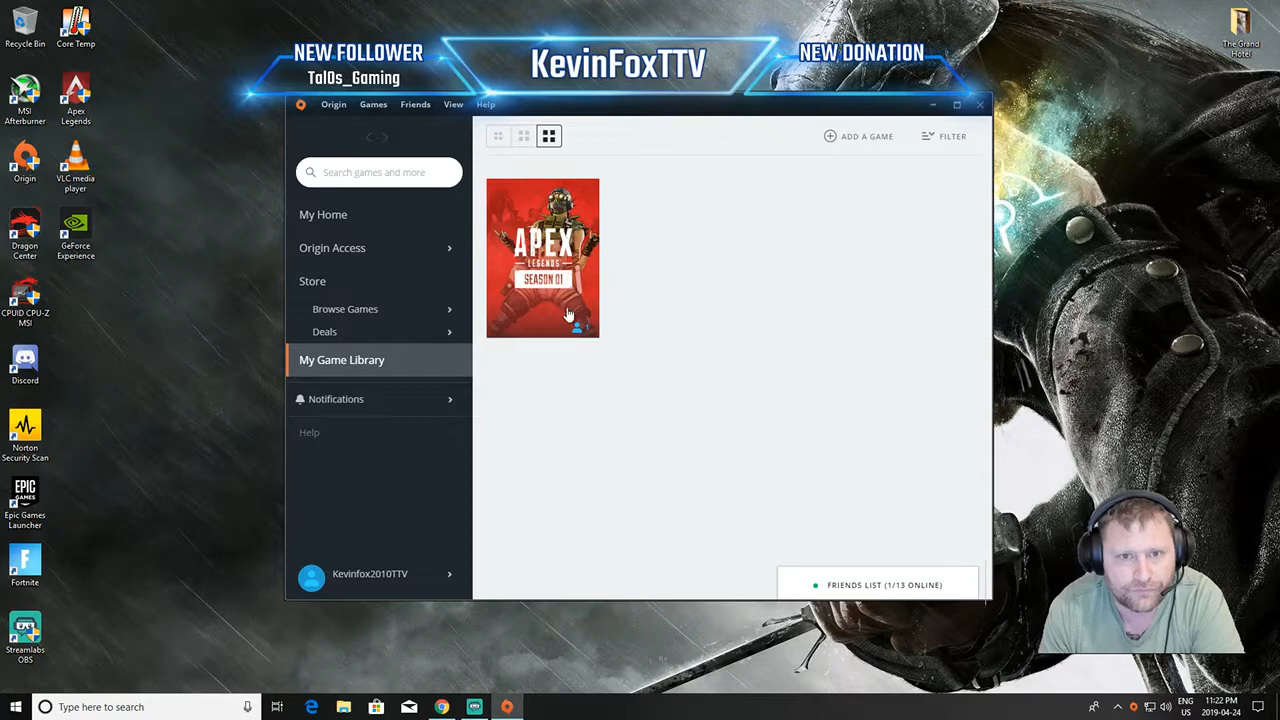 Recycle Bin
Core Temp
MSI Afterburner
Apex Legends
Origin
VLC media player
Dragon Center
GeForce Experience
CPUID CPU-Z MSI
Discord
Norton Security Scan
EPIC GAMES
Epic Games Launcher
Fortnite
Streamlabs OBS
NEW FOLLOWER
TalDs_Gaming
KevinFoxTTV
NEW DONATION
The Grand Hotel
Origin Games Friends View Help
Search games and more
My Home
Origin Access
Store
Browse Games
Deals
My Game Library
Notifications
Help
Kevinfox2010TTV
ADD A GAME
FILTER
APEX
LEGENDS
SEASON 01
1
FRIENDS LIST (1/13 ONLINE)
Type here to search
ENG
US
11:22 PM
2019-04-24